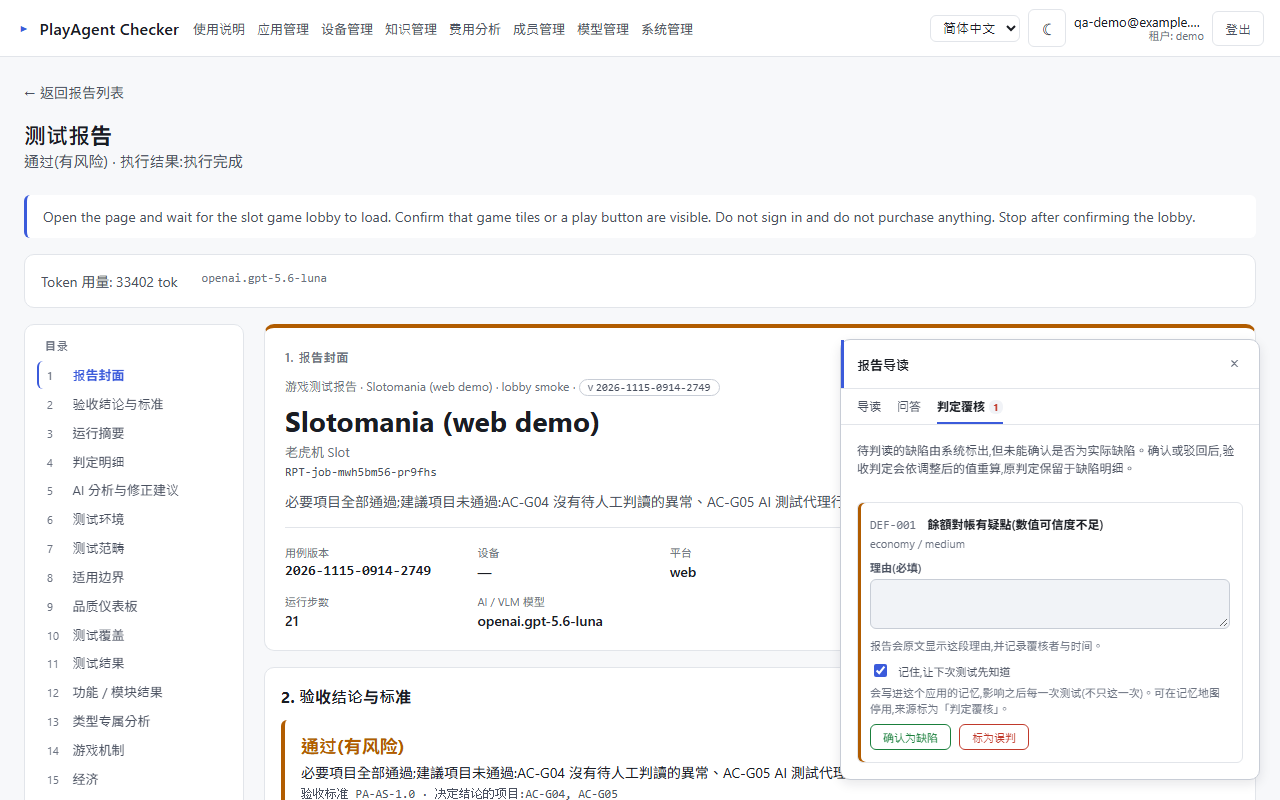 PlayAgent Checker
使用说明 应用管理 设备管理 知识管理 费用分析 成员管理 模型管理 系统管理
简体中文
qa-demo@example....
租户: demo
登出
← 返回报告列表
测试报告
通过(有风险) · 执行结果:执行完成
Open the page and wait for the slot game lobby to load. Confirm that game tiles or a play button are visible. Do not sign in and do not purchase anything. Stop after confirming the lobby.
Token 用量: 33402 tok openai.gpt-5.6-luna
目录
1 报告封面
2 验收结论与标准
3 运行摘要
4 判定明细
5 AI 分析与修正建议
6 测试环境
7 测试范畴
8 适用边界
9 品质仪表板
10 测试覆盖
11 测试结果
12 功能 / 模块结果
13 类型专属分析
14 游戏机制
15 经济
1. 报告封面
游戏测试报告 · Slotomania (web demo) · lobby smoke · v 2026-1115-0914-2749
Slotomania (web demo)
老虎机 Slot
RPT-job-mwh5bm56-pr9fhs
必要項目全部通過;建議項目未通過:AC-G04 沒有待人工判讀的異常、AC-G05 AI 測試代理行
用例版本
2026-1115-0914-2749
设备
—
平台
web
运行步数
21
AI / VLM 模型
openai.gpt-5.6-luna
2. 验收结论与标准
通过(有风险)
必要項目全部通過;建議項目未通過:AC-G04 沒有待人工判讀的異常、AC-G05 AI 測試代理
验收标准 PA-AS-1.0 · 决定结论的项目:AC-G04, AC-G05
报告导读
×
导读 问答 判定覆核 1
待判读的缺陷由系统标出,但未能确认是否为实际缺陷。确认或驳回后,验
收判定会依调整后的值重算,原判定保留于缺陷明细。
DEF-001 餘額對帳有疑點(數值可信度不足)
economy / medium
理由(必填)
报告会原文显示这段理由,并记录覆核者与时间。
记住,让下次测试先知道
会写进这个应用的记忆,影响之后每一次测试(不只这一次)。可在记忆地图
停用,来源标为「判定覆核」。
确认为缺陷 标为误判